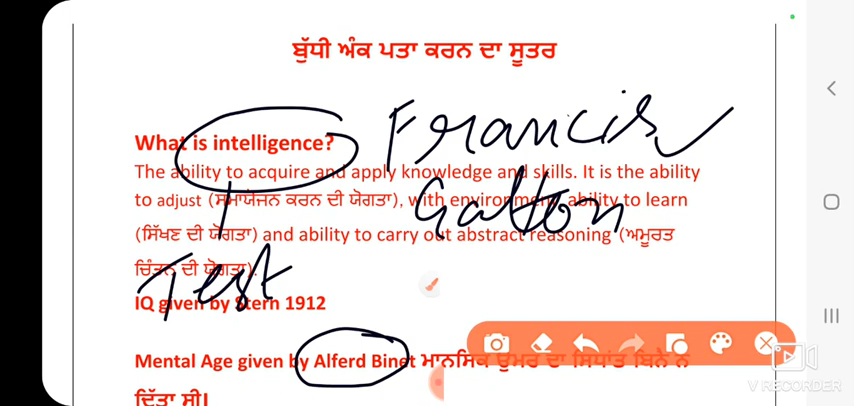 ਬੁੱਧੀ ਅੰਕ ਪਤਾ ਕਰਨ ਦਾ ਸੂਤਰ
Francis
What is intelligence?
The ability to acquire and apply knowledge and skills. It is the ability
to adjust (ਸਮਾਯੋਜਨ ਕਰਨ ਦੀ ਯੋਗਤਾ), with environment, ability to learn
Galton
(ਸਿੱਖਣ ਦੀ ਯੋਗਤਾ) and ability to carry out abstract reasoning (ਅਮੂਰਤ
ਚਿੰਤਨ ਦੀ ਯੋਗਤਾ).
Test
IQ given by Stern 1912
Mental Age given by Alferd Binet ਮਾਨਸਿਕ ਉਮਰ ਦਾ ਸਿਧਾਂਤ ਬਿਨੇ ਨੇ
ਦਿੱਤਾ ਸੀ।
V RECORDER